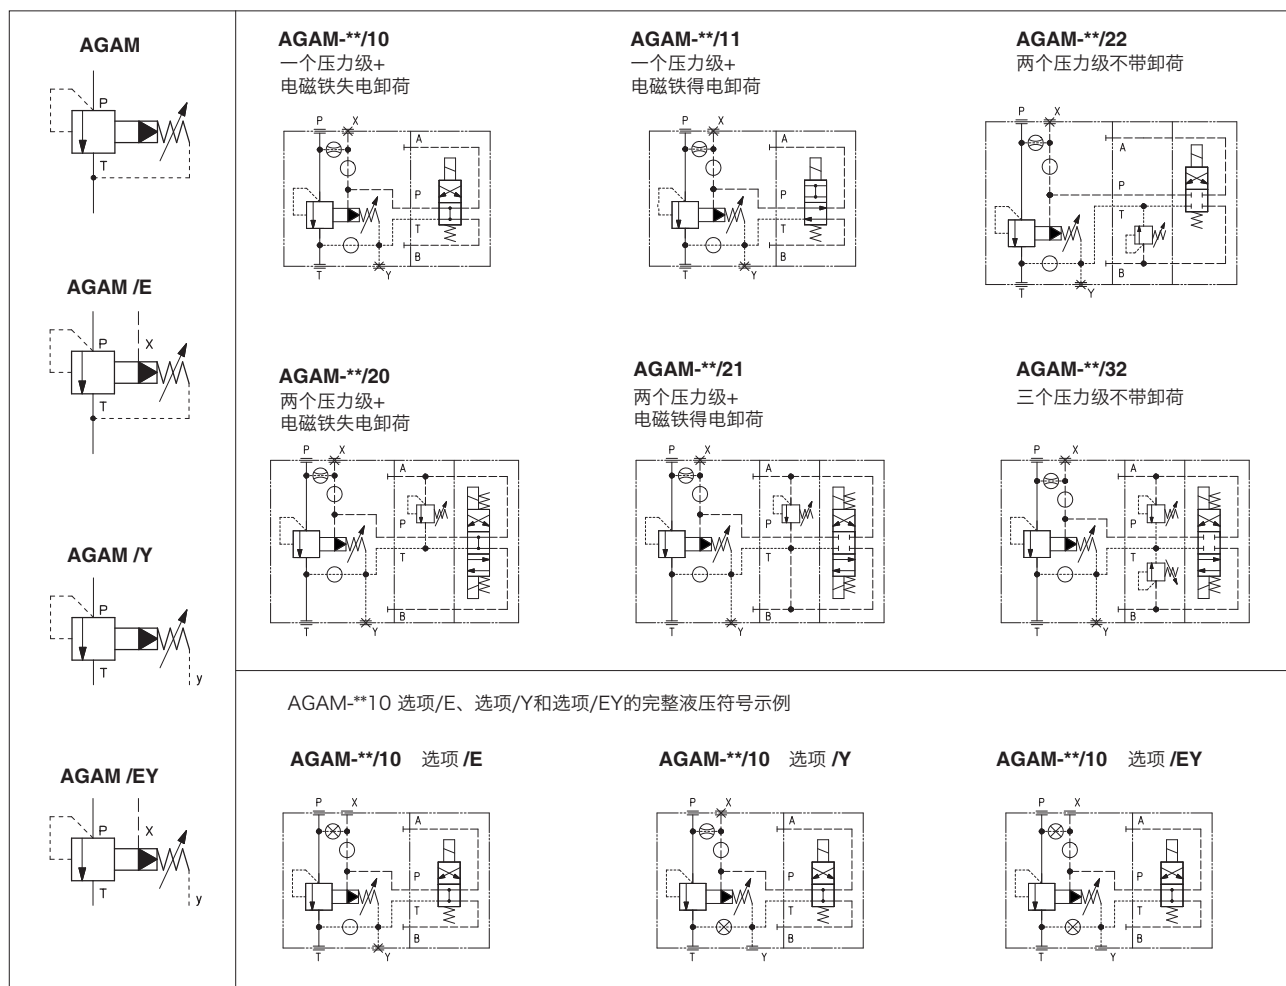 AGAM
P
T
AGAM /E
P
X
T
AGAM /Y
P
T
y
AGAM /EY
P
X
T
y
AGAM-**/10
一个压力级+
电磁铁失电卸荷
P
X
A
P
T
B
T
Y
AGAM-**/11
一个压力级+
电磁铁得电卸荷
P
X
A
P
T
B
T
Y
AGAM-**/22
两个压力级不带卸荷
P
X
A
P
T
B
T
Y
AGAM-**/20
两个压力级+
电磁铁失电卸荷
P
X
A
P
T
B
T
Y
AGAM-**/21
两个压力级+
电磁铁得电卸荷
P
X
A
P
T
B
T
Y
AGAM-**/32
三个压力级不带卸荷
P
X
A
P
T
B
T
Y
AGAM-**10 选项/E、选项/Y和选项/EY的完整液压符号示例
AGAM-**/10 选项 /E
P
X
A
P
T
B
T
Y
AGAM-**/10 选项 /Y
P
X
A
P
T
B
T
Y
AGAM-**/10 选项 /EY
P
X
A
P
T
B
T
Y